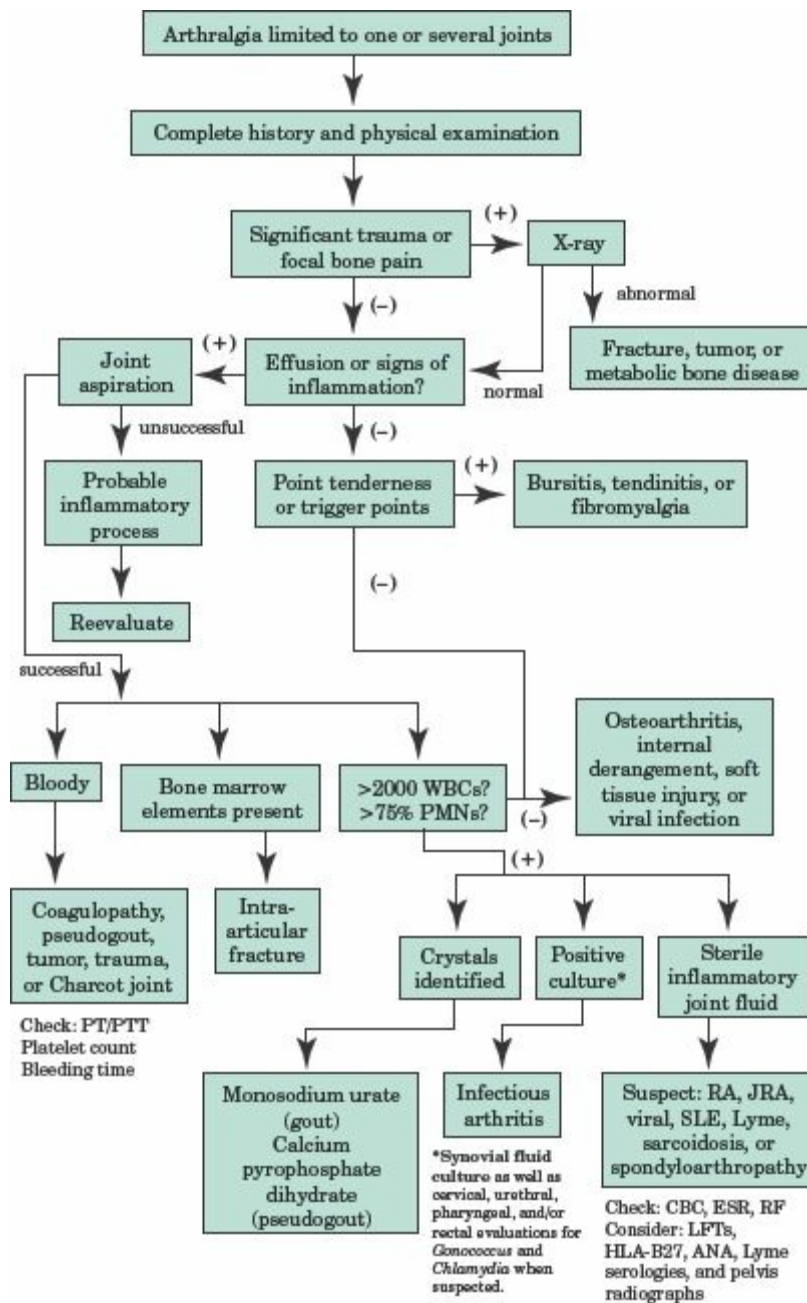 Arthralgia limited to one or several joints
Complete history and physical examination
Significant trauma or
focal bone pain
(+)
X-ray
(–)
abnormal
Joint
aspiration
(+)
Effusion or signs of
inflammation?
normal
Fracture, tumor, or
metabolic bone disease
unsuccessful
(–)
Probable
inflammatory
process
Point tenderness
or trigger points
(+)
Bursitis, tendinitis, or
fibromyalgia
(–)
Reevaluate
successful
Bloody
Bone marrow
elements present
>2000 WBCs?
>75% PMNs?
(–)
Osteoarthritis,
internal
derangement, soft
tissue injury, or
viral infection
(+)
Coagulopathy,
pseudogout,
tumor, trauma,
or Charcot joint
Intra-
articular
fracture
Crystals
identified
Positive
culture*
Sterile
inflammatory
joint fluid
Check: PT/PTT
Platelet count
Bleeding time
Monosodium urate
(gout)
Calcium
pyrophosphate
dihydrate
(pseudogout)
Infectious
arthritis
*Synovial fluid
culture as well as
cervical, urethral,
pharyngeal, and/or
rectal evaluations for
Gonococcus and
Chlamydia when
suspected.
Suspect: RA, JRA,
viral, SLE, Lyme,
sarcoidosis, or
spondyloarthropathy
Check: CBC, ESR, RF
Consider: LFTs,
HLA-B27, ANA, Lyme
serologies, and pelvis
radiographs